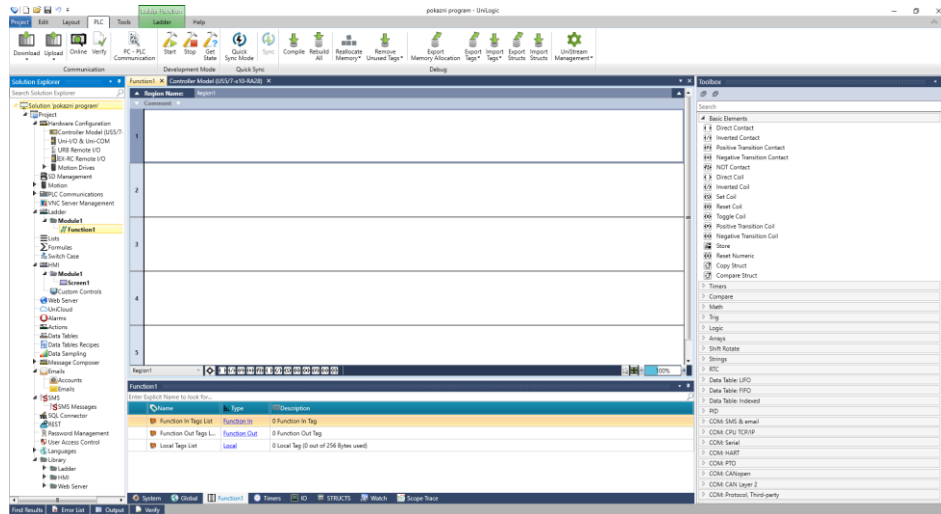 pokazni program - UniLogic
Ladder Function
Project Edit Layout PLC Tools Ladder Help
Download Upload Online Verify PC - PLC Communication Start Stop Get State Quick Sync Mode Sync Compile Rebuild All Reallocate Memory Remove Unused Tags Export Memory Allocation Export Tags Import Tags Export Structs Import Structs UniStream Management
Communication Development Mode Quick Sync Debug
Solution Explorer
Search Solution Explorer
Solution 'pokazni program'
Project
Hardware Configuration
Controller Model (US5/7-
Uni-I/O & Uni-COM
URB Remote I/O
EX-RC Remote I/O
Motion Drives
SD Management
Motion
PLC Communications
VNC Server Management
Ladder
Module1
Function1
Lists
Formulas
Switch Case
HMI
Module1
Screen1
Custom Controls
Web Server
UniCloud
Alarms
Actions
Data Tables
Data Tables Recipes
Data Sampling
Message Composer
Emails
Accounts
Emails
SMS
SMS Messages
SQL Connector
REST
Password Management
User Access Control
Languages
Library
Ladder
HMI
Web Server
Function1 Controller Model (US5/7-x10-RA28)
Region Name: Region1
Comment
1
2
3
4
5
Region1
100%
Function1
Enter Explicit Name to look for...
Name Type Description
Function In Tags List Function In 0 Function In Tag
Function Out Tags L... Function Out 0 Function Out Tag
Local Tags List Local 0 Local Tag (0 out of 256 Bytes used)
System Global Function1 Timers IO STRUCTS Watch Scope Trace
Toolbox
Search
Basic Elements
Direct Contact
Inverted Contact
Positive Transition Contact
Negative Transition Contact
NOT Contact
Direct Coil
Inverted Coil
Set Coil
Reset Coil
Toggle Coil
Positive Transition Coil
Negative Transition Coil
Store
Reset Numeric
Copy Struct
Compare Struct
Timers
Compare
Math
Trig
Logic
Arrays
Shift Rotate
Strings
RTC
Data Table: LIFO
Data Table: FIFO
Data Table: Indexed
PID
COM: SMS & email
COM: CPU TCP/IP
COM: Serial
COM: HART
COM: PTO
COM: CANopen
COM: CAN Layer 2
COM: Protocol, Third-party
Find Results Error List Output Verify